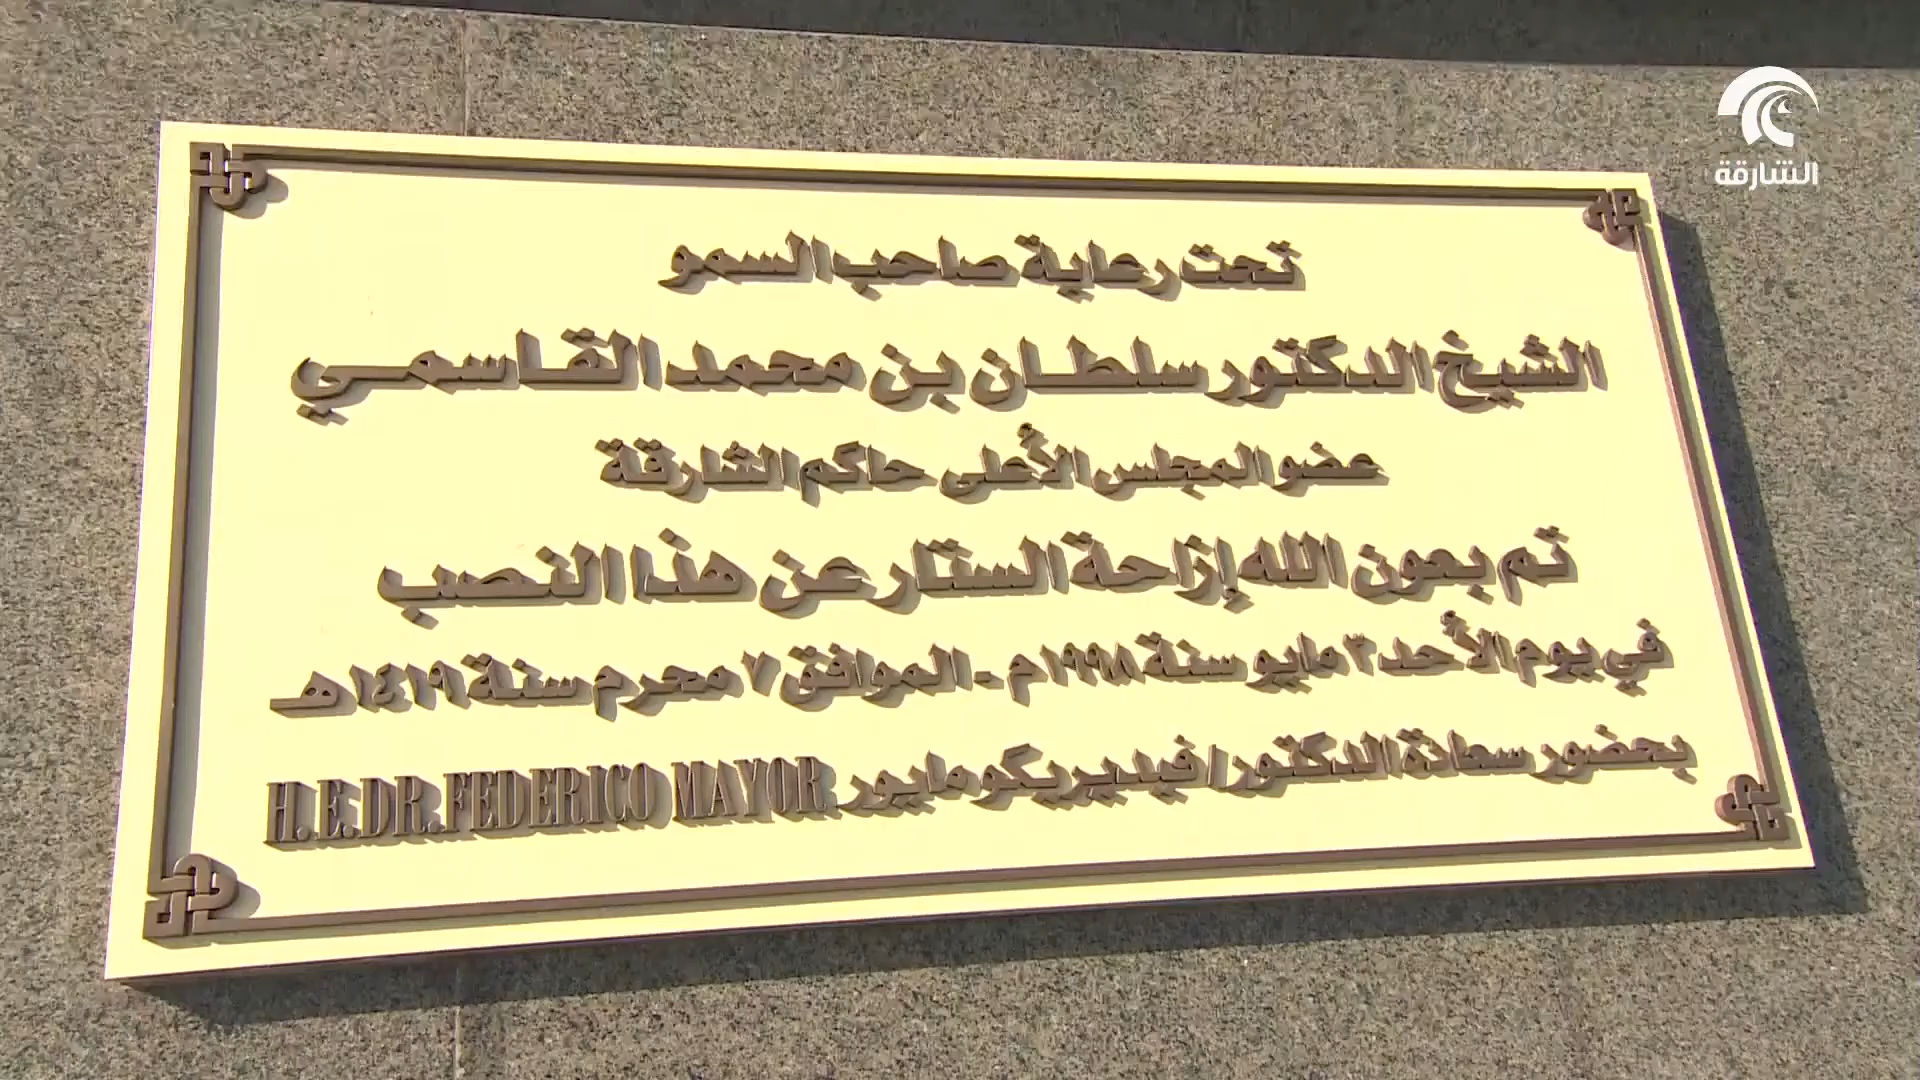 الشارقة
تحت رعاية صاحب السمو
الشيخ الدكتور سلطان بن محمد القاسمي
عضو المجلس الأعلى حاكم الشارقة
تم بعون الله إزاحة الستار عن هذا النصب
في يوم الأحد ٣ مايو سنة ١٩٩٨م - الموافق ٧ محرم سنة ١٤١٩هـ
بحضور سعادة الدكتور/ فيديريكو مايور H.E.DR.FEDERICO MAYOR